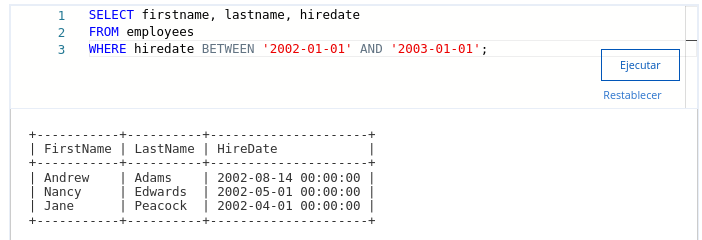 1 SELECT firstname, lastname, hiredate
2 FROM employees
3 WHERE hiredate BETWEEN '2002-01-01' AND '2003-01-01';
Ejecutar
Restablecer
+-----------+----------+---------------------+
| FirstName | LastName | HireDate            |
+-----------+----------+---------------------+
| Andrew    | Adams    | 2002-08-14 00:00:00 |
| Nancy     | Edwards  | 2002-05-01 00:00:00 |
| Jane      | Peacock  | 2002-04-01 00:00:00 |
+-----------+----------+---------------------+